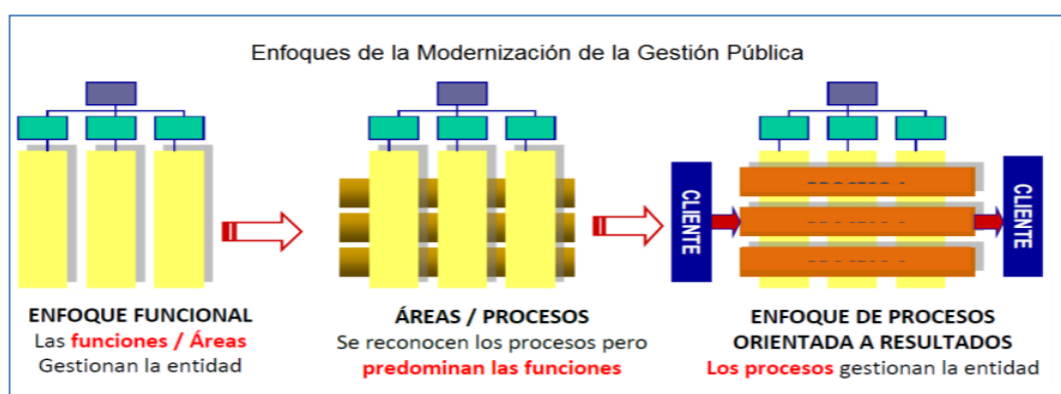 Enfoques de la Modernización de la Gestión Pública
CLIENTE
CLIENTE
ENFOQUE FUNCIONAL
Las funciones / Áreas
Gestionan la entidad
ÁREAS / PROCESOS
Se reconocen los procesos pero
predominan las funciones
ENFOQUE DE PROCESOS
ORIENTADA A RESULTADOS
Los procesos gestionan la entidad